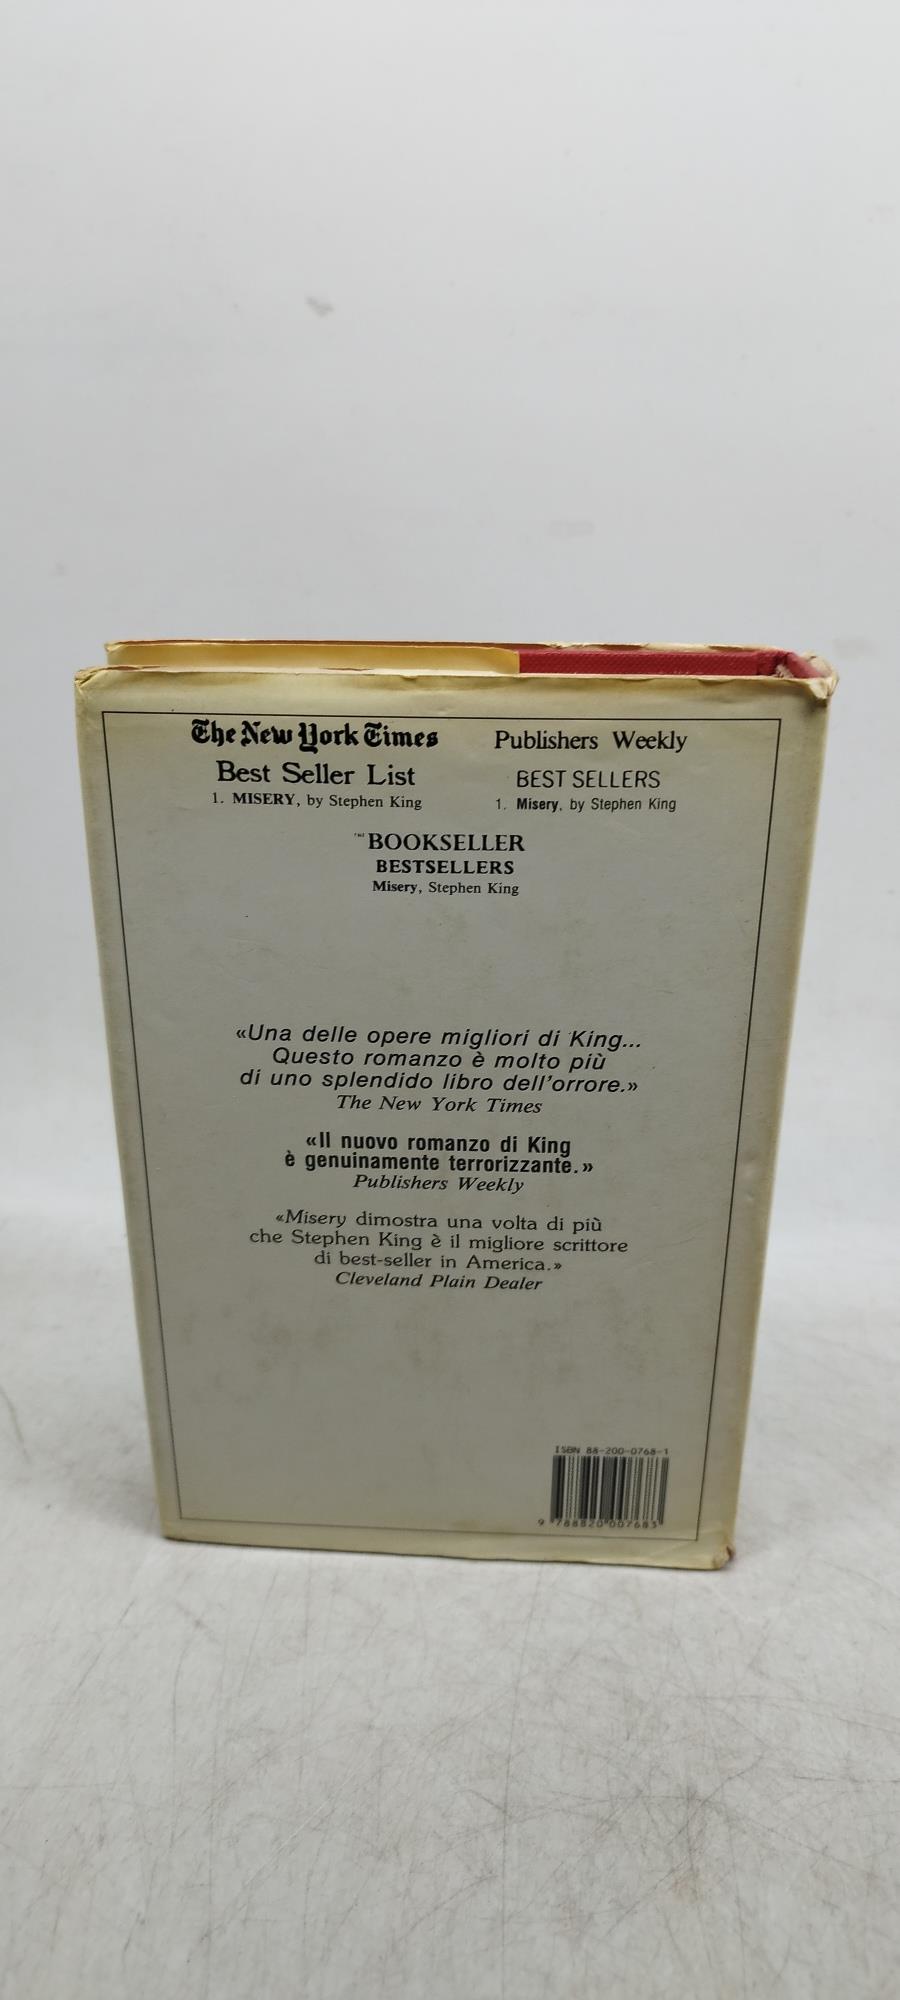 The New York Times
Best Seller List
1. MISERY, by Stephen King
Publishers Weekly
BEST SELLERS
1. Misery, by Stephen King
THE BOOKSELLER
BESTSELLERS
Misery, Stephen King
«Una delle opere migliori di King...
Questo romanzo è molto più
di uno splendido libro dell'orrore.»
The New York Times
«Il nuovo romanzo di King
è genuinamente terrorizzante.»
Publishers Weekly
«Misery dimostra una volta di più
che Stephen King è il migliore scrittore
di best-seller in America.»
Cleveland Plain Dealer
ISBN 88-200-0768-1
9 788820 007683